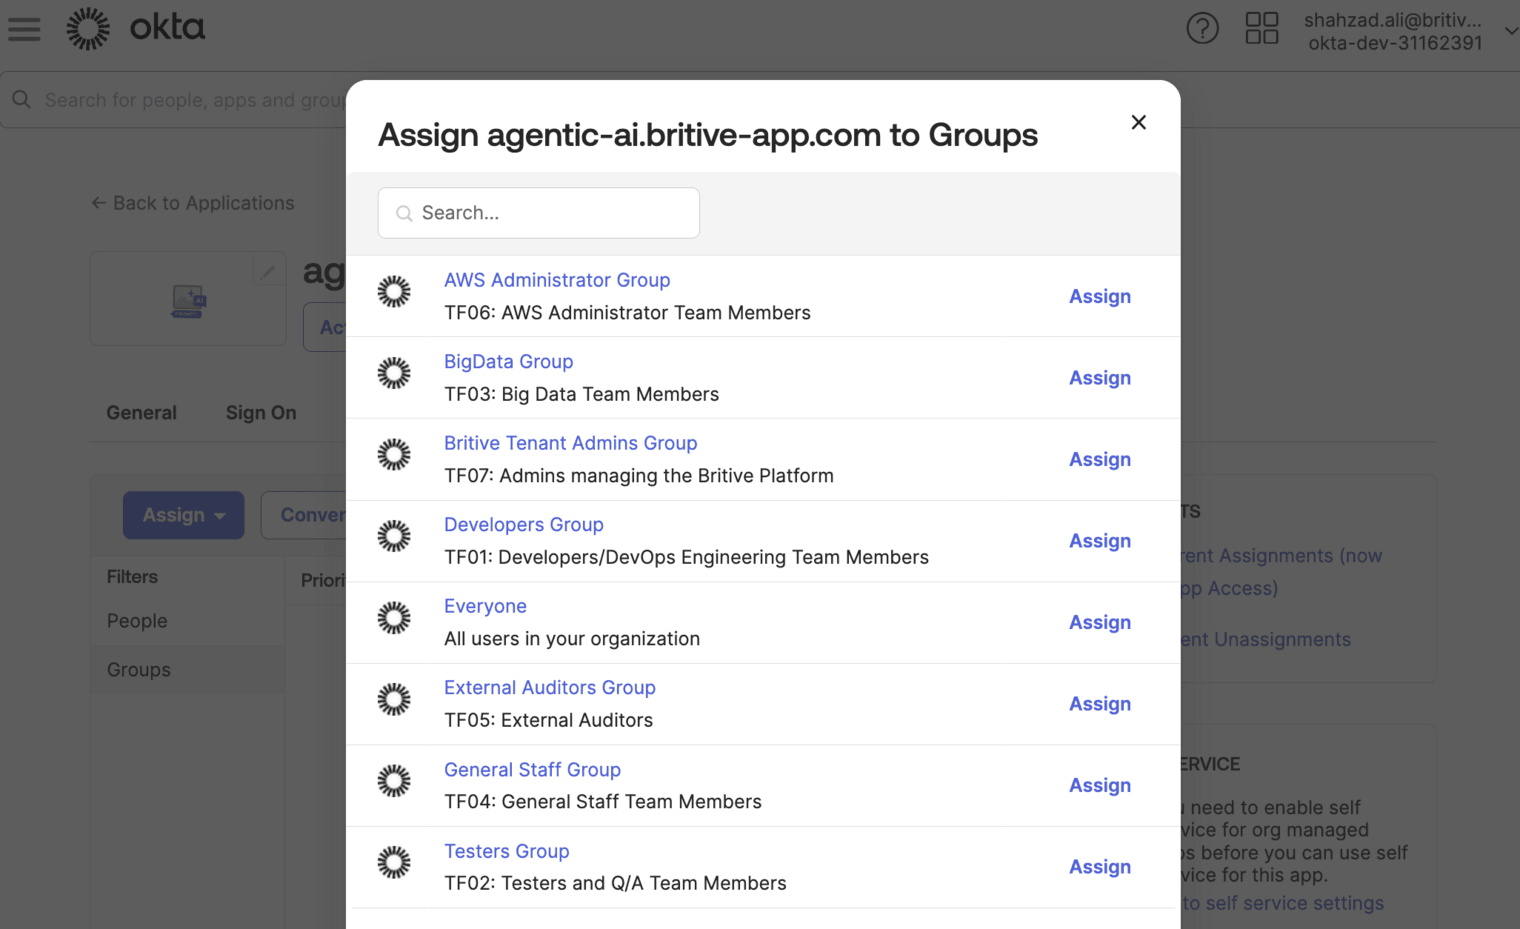 okta
shahzad.ali@britiv...
okta-dev-31162391
Search for people, apps and grou
Assign agentic-ai.britive-app.com to Groups
Search...
← Back to Applications
ag
Act
General
Sign On
Assign
Conver
Filters
Priori
People
Groups
AWS Administrator Group
TF06: AWS Administrator Team Members
Assign
BigData Group
TF03: Big Data Team Members
Assign
Britive Tenant Admins Group
TF07: Admins managing the Britive Platform
Assign
Developers Group
TF01: Developers/DevOps Engineering Team Members
Assign
Everyone
All users in your organization
Assign
External Auditors Group
TF05: External Auditors
Assign
General Staff Group
TF04: General Staff Team Members
Assign
Testers Group
TF02: Testers and Q/A Team Members
Assign
TS
rent Assignments (now
pp Access)
ent Unassignments
ERVICE
u need to enable self
vice for org managed
os before you can use self
vice for this app.
to self service settings